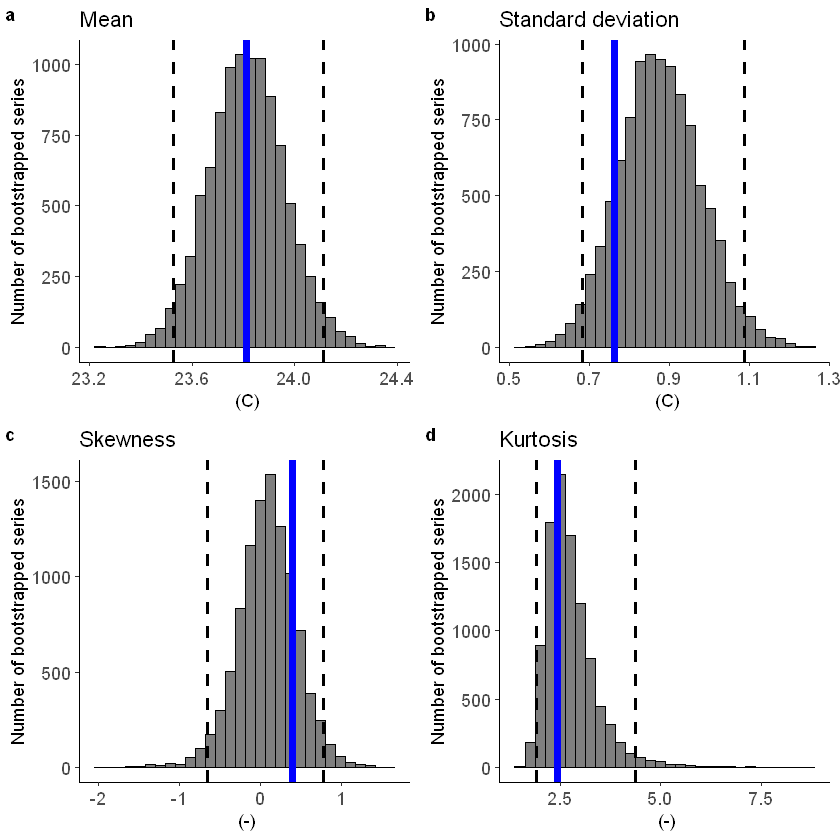 a
Mean
Number of bootstrapped series
1000
750
500
250
0
23.2 23.6 24.0 24.4
(C)
b
Standard deviation
Number of bootstrapped series
1000
750
500
250
0
0.5 0.7 0.9 1.1 1.3
(C)
c
Skewness
Number of bootstrapped series
1500
1000
500
0
-2 -1 0 1
(-)
d
Kurtosis
Number of bootstrapped series
2000
1500
1000
500
0
2.5 5.0 7.5
(-)